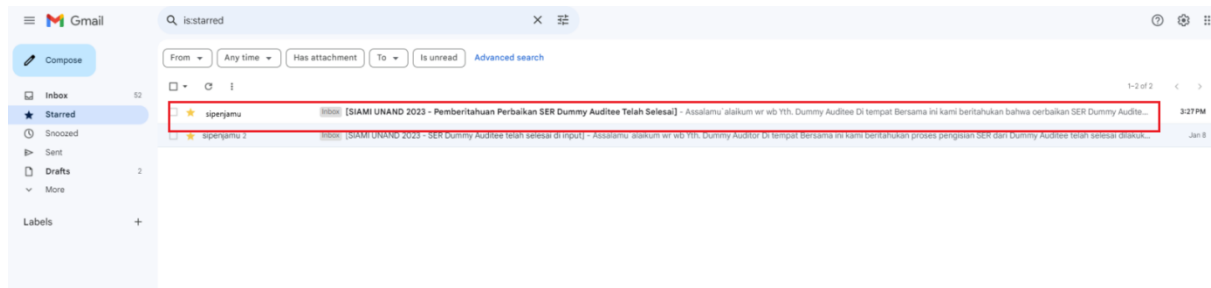 Gmail
is:starred
Compose
From Any time Has attachment To Is unread Advanced search
1-2 of 2
Inbox 52
Starred
Snoozed
Sent
Drafts 2
More
Labels +
sipenjamu Inbox [SIAMI UNAND 2023 - Pemberitahuan Perbaikan SER Dummy Auditee Telah Selesai] - Assalamu`alaikum wr wb Yth. Dummy Auditee Di tempat Bersama ini kami beritahukan bahwa oerbaikan SER Dummy Audite... 3:27 PM
sipenjamu 2 Inbox [SIAMI UNAND 2023 - SER Dummy Auditee telah selesai di input] - Assalamu`alaikum wr wb Yth. Dummy Auditor Di tempat Bersama ini kami beritahukan proses pengisian SER dari Dummy Auditee telah selesai dilakuk... Jan 8